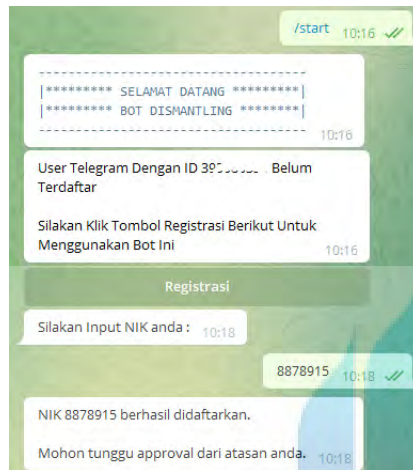 /start 10:16
---------------------------------
|********* SELAMAT DATANG *********|
|********* BOT DISMANTLING ********|
---------------------------------
10:16
User Telegram Dengan ID Belum
Terdaftar
Silakan Klik Tombol Registrasi Berikut Untuk
Menggunakan Bot Ini
10:16
Registrasi
Silakan Input NIK anda : 10:18
8878915 10:18
NIK 8878915 berhasil didaftarkan.
Mohon tunggu approval dari atasan anda. 10:18